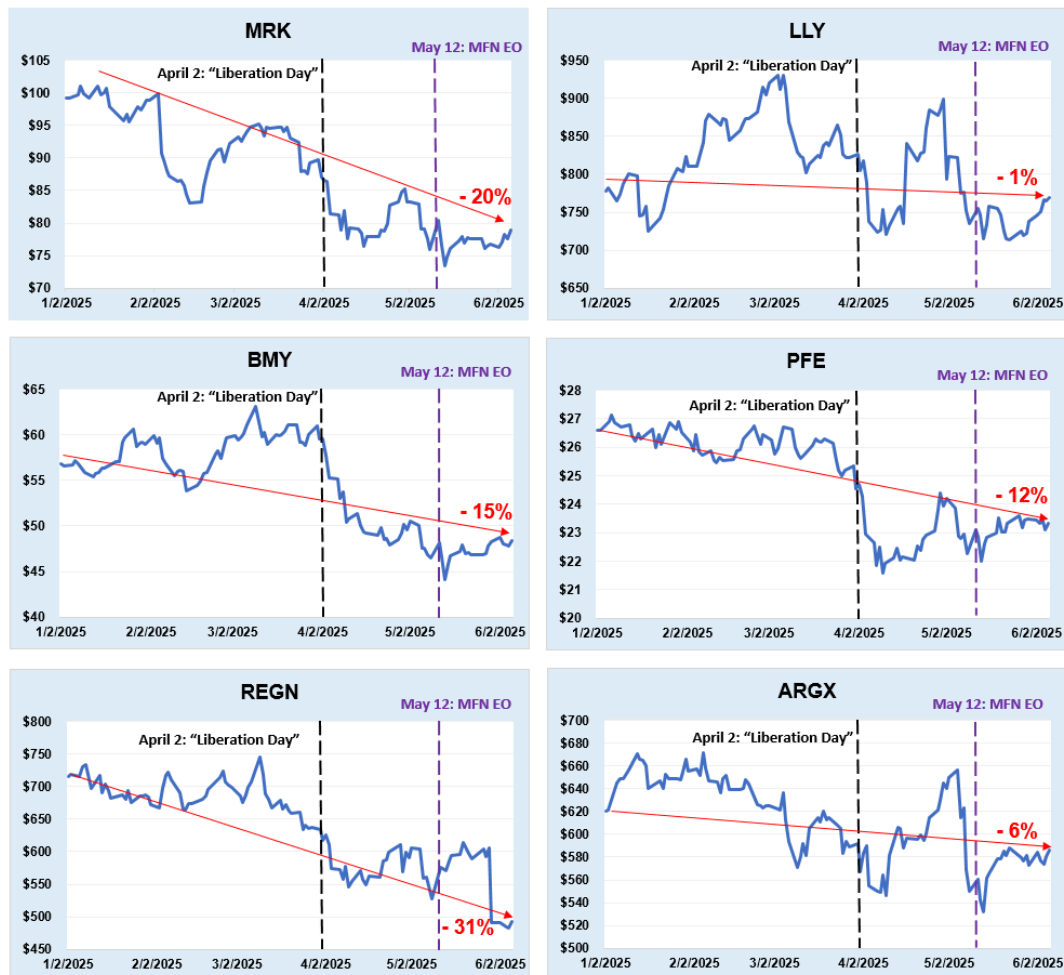 MRK
May 12: MFN EO
April 2: “Liberation Day”
$105
$100
$95
$90
$85
$80
$75
$70
- 20%
1/2/2025 2/2/2025 3/2/2025 4/2/2025 5/2/2025 6/2/2025
LLY
May 12: MFN EO
April 2: “Liberation Day”
$950
$900
$850
$800
$750
$700
$650
- 1%
1/2/2025 2/2/2025 3/2/2025 4/2/2025 5/2/2025 6/2/2025
BMY
May 12: MFN EO
April 2: “Liberation Day”
$65
$60
$55
$50
$45
$40
- 15%
1/2/2025 2/2/2025 3/2/2025 4/2/2025 5/2/2025 6/2/2025
PFE
May 12: MFN EO
April 2: “Liberation Day”
$28
$27
$26
$25
$24
$23
$22
$21
$20
- 12%
1/2/2025 2/2/2025 3/2/2025 4/2/2025 5/2/2025 6/2/2025
REGN
May 12: MFN EO
April 2: “Liberation Day”
$800
$750
$700
$650
$600
$550
$500
$450
- 31%
1/2/2025 2/2/2025 3/2/2025 4/2/2025 5/2/2025 6/2/2025
ARGX
May 12: MFN EO
April 2: “Liberation Day”
$700
$680
$660
$640
$620
$600
$580
$560
$540
$520
$500
- 6%
1/2/2025 2/2/2025 3/2/2025 4/2/2025 5/2/2025 6/2/2025